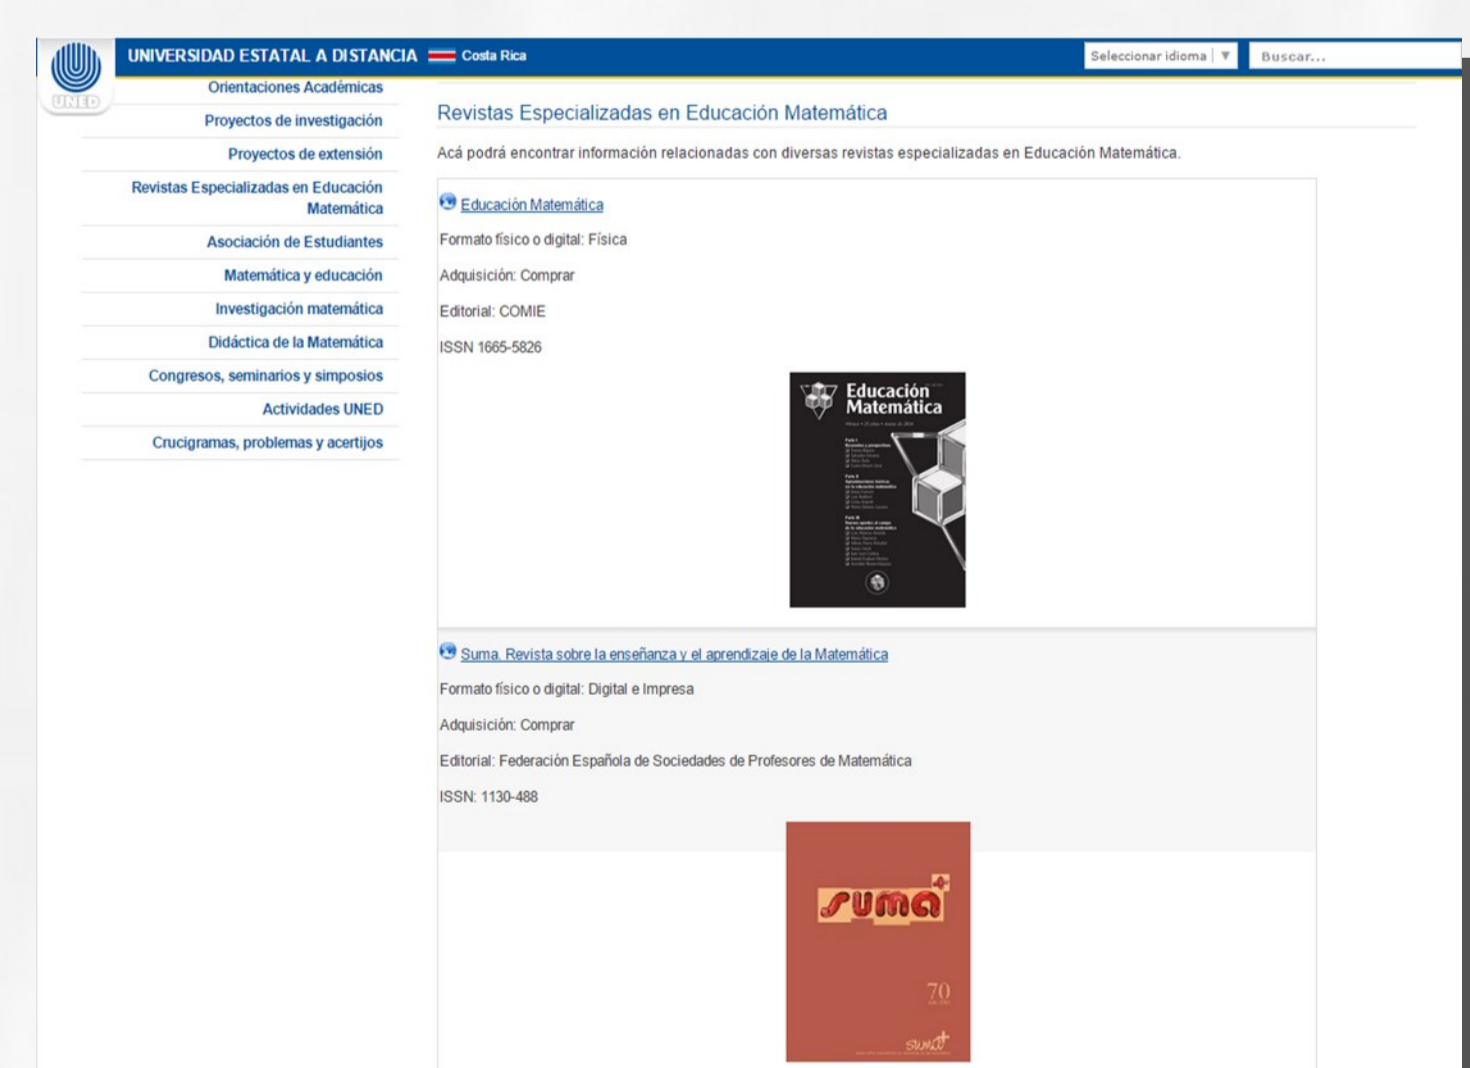 UNIVERSIDAD ESTATAL A DISTANCIA Costa Rica
Seleccionar idioma ▼
Buscar...
UNED
Orientaciones Académicas
Proyectos de investigación
Proyectos de extensión
Revistas Especializadas en Educación
Matemática
Asociación de Estudiantes
Matemática y educación
Investigación matemática
Didáctica de la Matemática
Congresos, seminarios y simposios
Actividades UNED
Crucigramas, problemas y acertijos
Revistas Especializadas en Educación Matemática
Acá podrá encontrar información relacionadas con diversas revistas especializadas en Educación Matemática.
Educación Matemática
Formato físico o digital: Física
Adquisición: Comprar
Editorial: COMIE
ISSN 1665-5826
Educación
Matemática
Suma. Revista sobre la enseñanza y el aprendizaje de la Matemática
Formato físico o digital: Digital e Impresa
Adquisición: Comprar
Editorial: Federación Española de Sociedades de Profesores de Matemática
ISSN: 1130-488
suma+
70
suma+